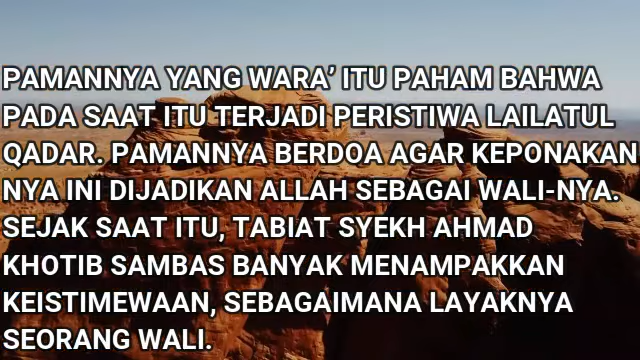 PAMANNYA YANG WARA’ ITU PAHAM BAHWA
PADA SAAT ITU TERJADI PERISTIWA LAILATUL
QADAR. PAMANNYA BERDOA AGAR KEPONAKAN
NYA INI DIJADIKAN ALLAH SEBAGAI WALI-NYA.
SEJAK SAAT ITU, TABIAT SYEKH AHMAD
KHOTIB SAMBAS BANYAK MENAMPAKKAN
KEISTIMEWAAN, SEBAGAIMANA LAYAKNYA
SEORANG WALI.